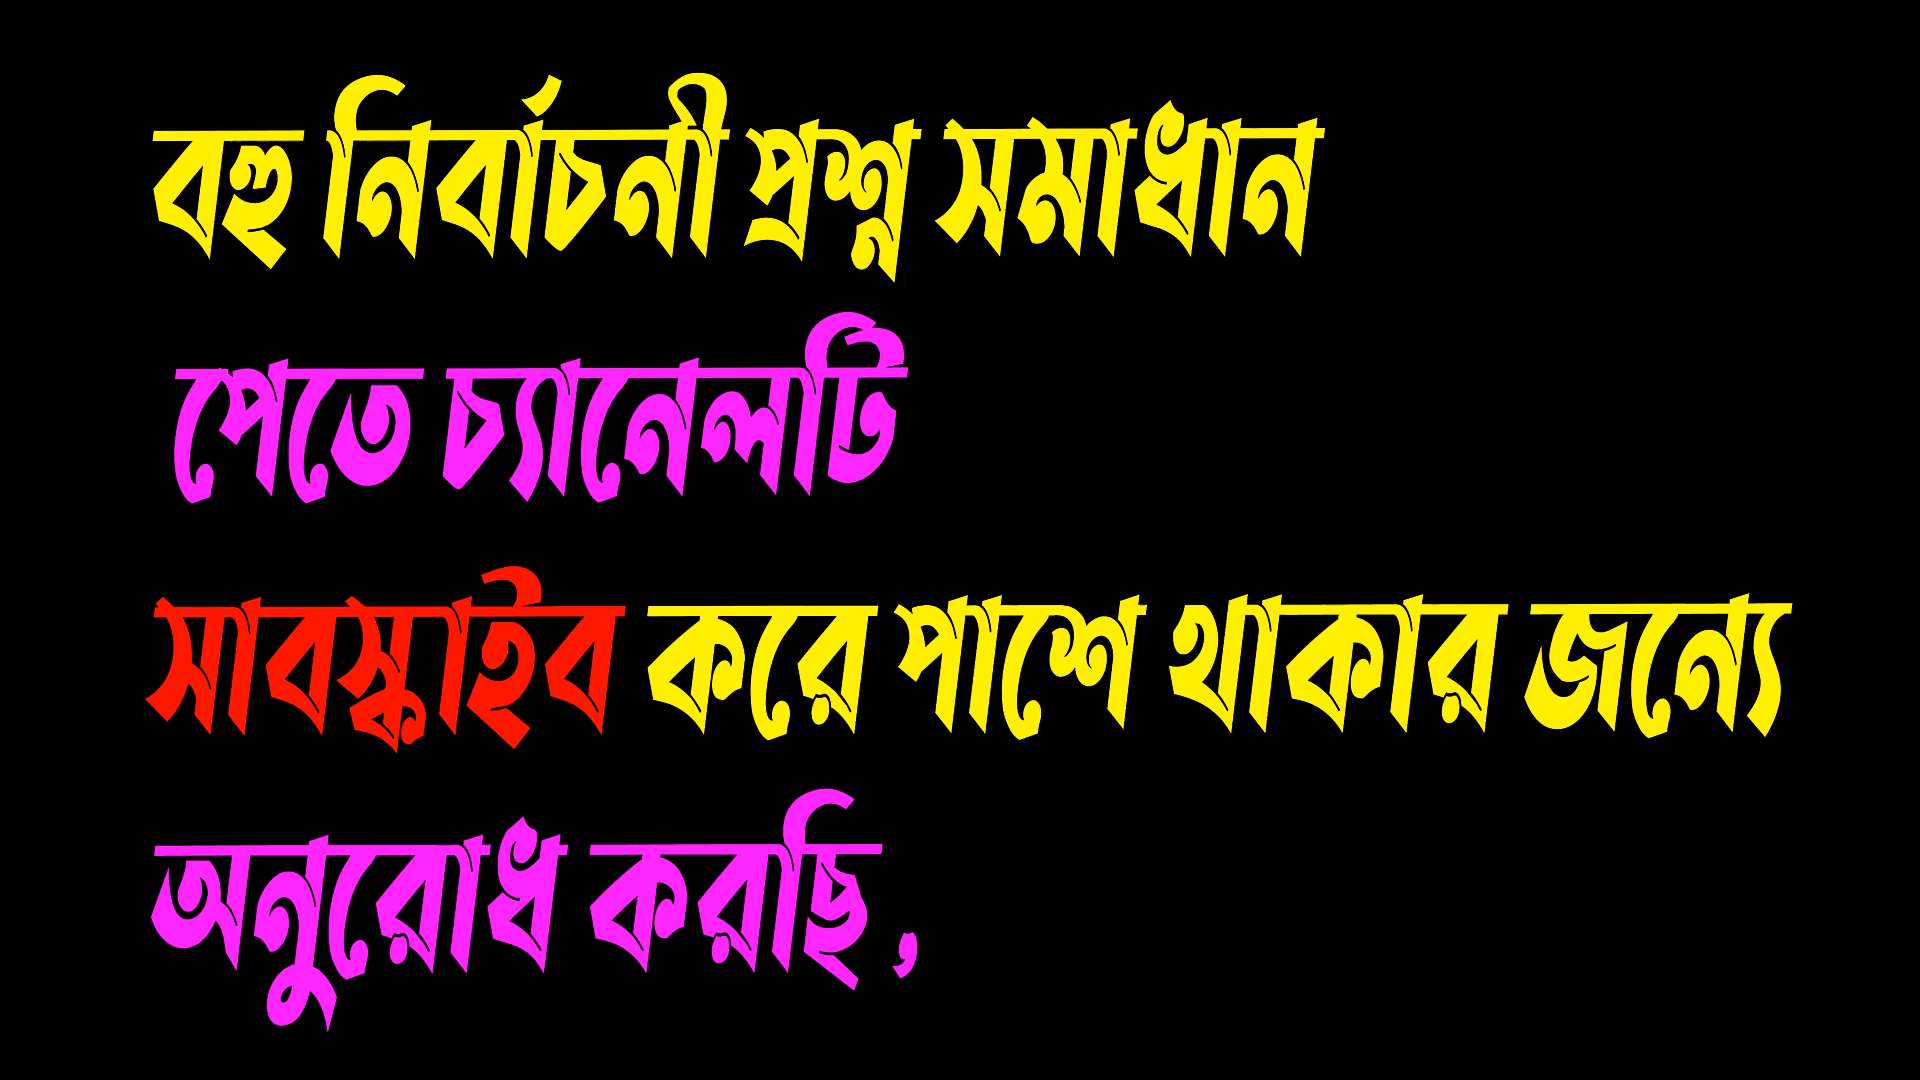 বহু নির্বাচনী প্রশ্ন সমাধান
পেতে চ্যানেলটি
সাবস্কাইব করে পাশে থাকার জন্যে
অনুরোধ করছি ,